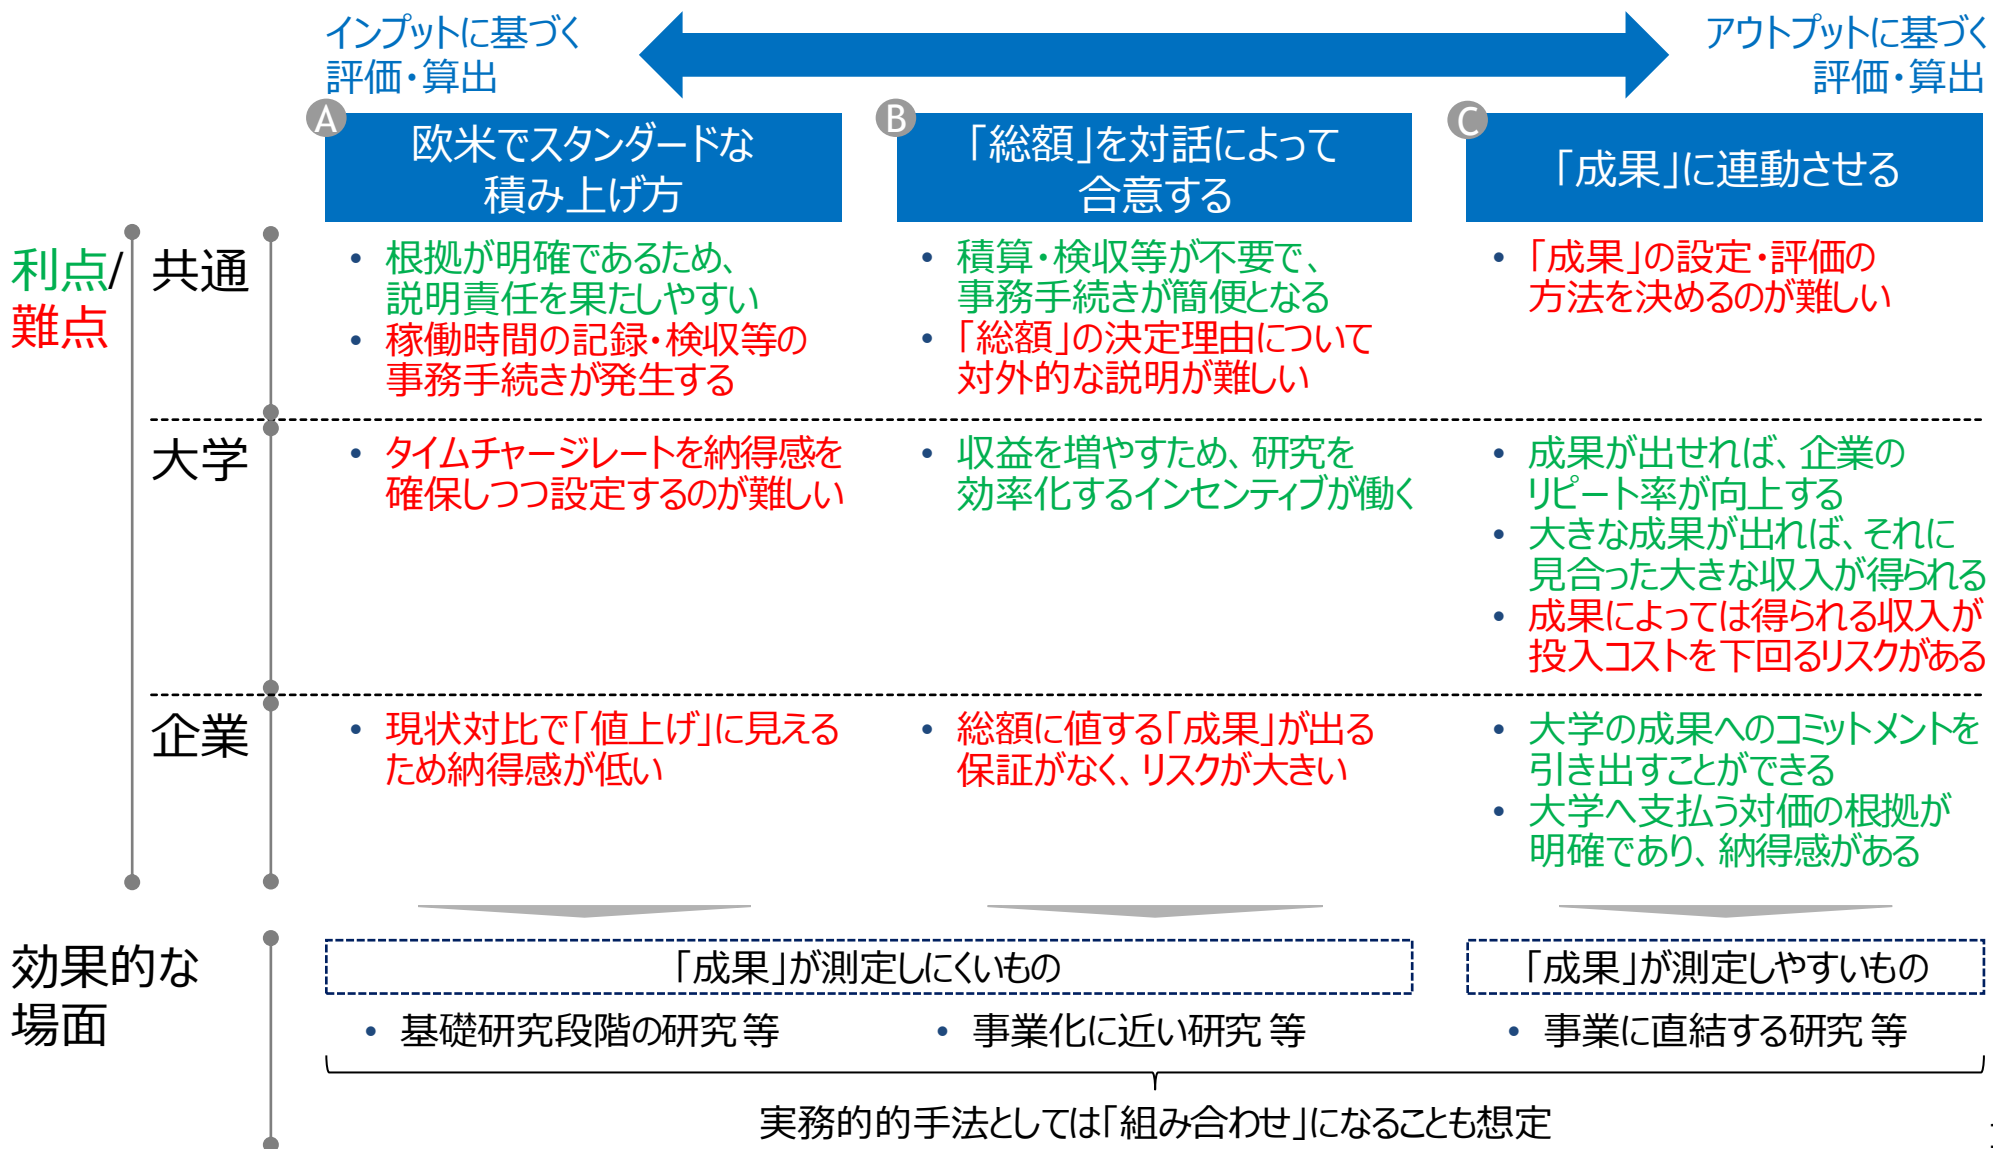 インプットに基づく
評価・算出
アウトプットに基づく
評価・算出
A
欧米でスタンダードな
積み上げ方
B
「総額」を対話によって
合意する
C
「成果」に連動させる
利点/
難点
共通
• 根拠が明確であるため、
説明責任を果たしやすい
• 稼働時間の記録・検収等の
事務手続きが発生する
• 積算・検収等が不要で、
事務手続きが簡便となる
• 「総額」の決定理由について
対外的な説明が難しい
• 「成果」の設定・評価の
方法を決めるのが難しい
大学
• タイムチャージレートを納得感を
確保しつつ設定するのが難しい
• 収益を増やすため、研究を
効率化するインセンティブが働く
• 成果が出せれば、企業の
リピート率が向上する
• 大きな成果が出れば、それに
見合った大きな収入が得られる
• 成果によっては得られる収入が
投入コストを下回るリスクがある
企業
• 現状対比で「値上げ」に見える
ため納得感が低い
• 総額に値する「成果」が出る
保証がなく、リスクが大きい
• 大学の成果へのコミットメントを
引き出すことができる
• 大学へ支払う対価の根拠が
明確であり、納得感がある
効果的な
場面
「成果」が測定しにくいもの
「成果」が測定しやすいもの
• 基礎研究段階の研究 等
• 事業化に近い研究 等
• 事業に直結する研究 等
実務的的手法としては「組み合わせ」になることも想定